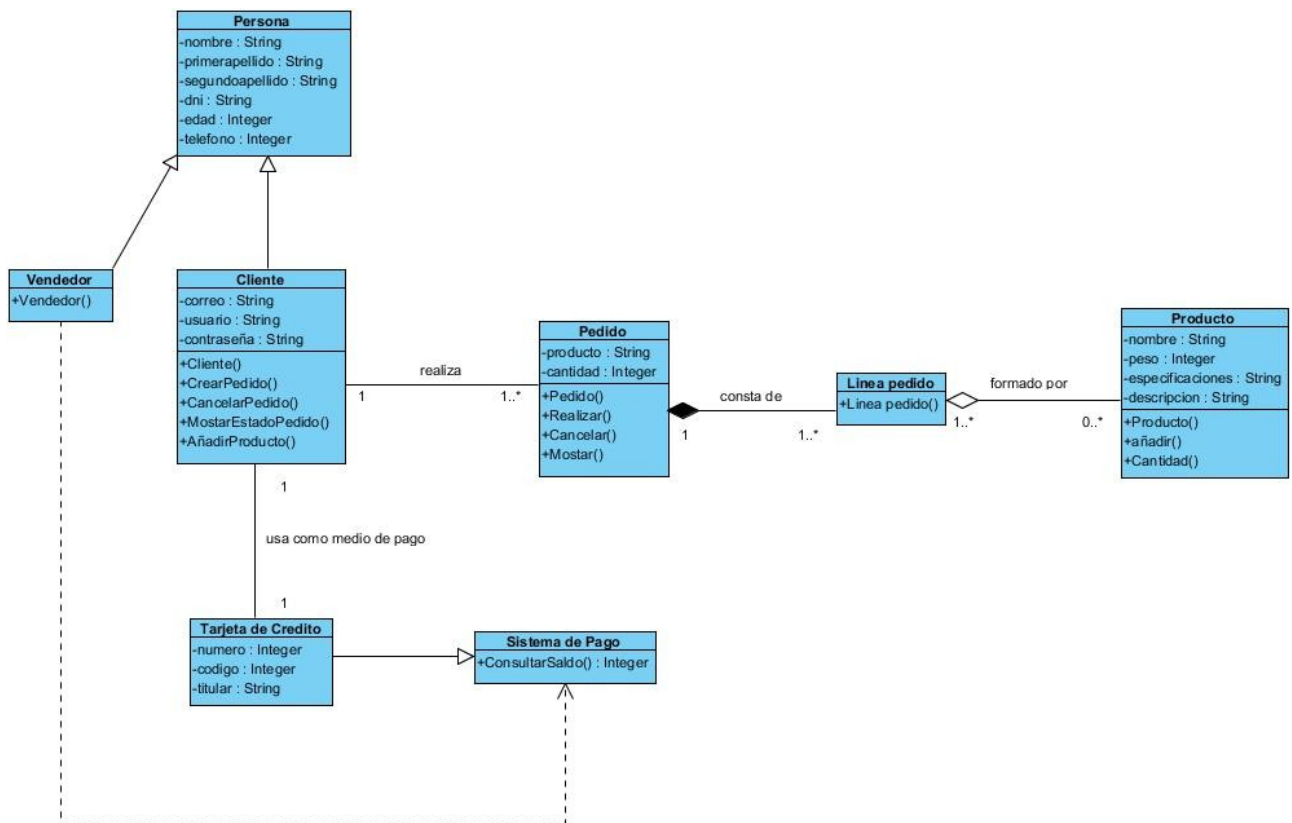 Persona
-nombre : String
-primerapellido : String
-segundoapellido : String
-dni : String
-edad : Integer
-telefono : Integer
Vendedor
+Vendedor()
Cliente
-correo : String
-usuario : String
-contraseña : String
+Cliente()
+CrearPedido()
+CancelarPedido()
+MostarEstadoPedido()
+AñadirProducto()
realiza
1
1..*
Pedido
-producto : String
-cantidad : Integer
+Pedido()
+Realizar()
+Cancelar()
+Mostar()
consta de
1
1..*
Linea pedido
+Linea pedido()
formado por
1..*
0..*
Producto
-nombre : String
-peso : Integer
-especificaciones : String
-descripcion : String
+Producto()
+añadir()
+Cantidad()
1
usa como medio de pago
1
Tarjeta de Credito
-numero : Integer
-codigo : Integer
-titular : String
Sistema de Pago
+ConsultarSaldo() : Integer